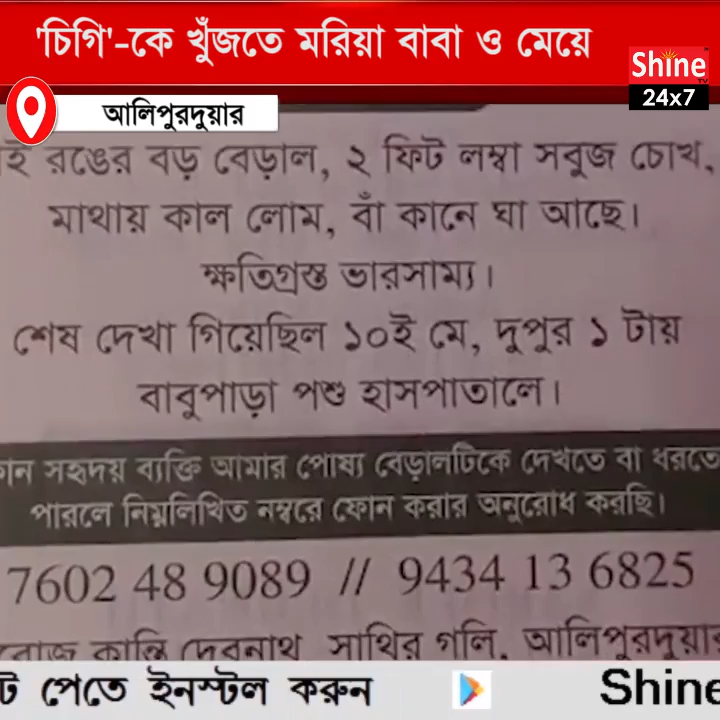 'চিগি'-কে খুঁজতে মরিয়া বাবা ও মেয়ে
Shine TV
24x7
আলিপুরদুয়ার
ই রঙের বড় বেড়াল, ২ ফিট লম্বা সবুজ চোখ,
মাথায় কাল লোম, বাঁ কানে ঘা আছে।
ক্ষতিগ্রস্ত ভারসাম্য।
শেষ দেখা গিয়েছিল ১০ই মে, দুপুর ১ টায়
বাবুপাড়া পশু হাসপাতালে।
সহৃদয় ব্যক্তি আমার পোষ্য বেড়ালটিকে দেখতে বা ধরতে
পারলে নিম্নলিখিত নম্বরে ফোন করার অনুরোধ করছি।
7602 48 9089 // 9434 13 6825
কান্তি দেবনাথ, সাথির গলি, আলিপুরদুয়ার
ট পেতে ইনস্টল করুন Shine